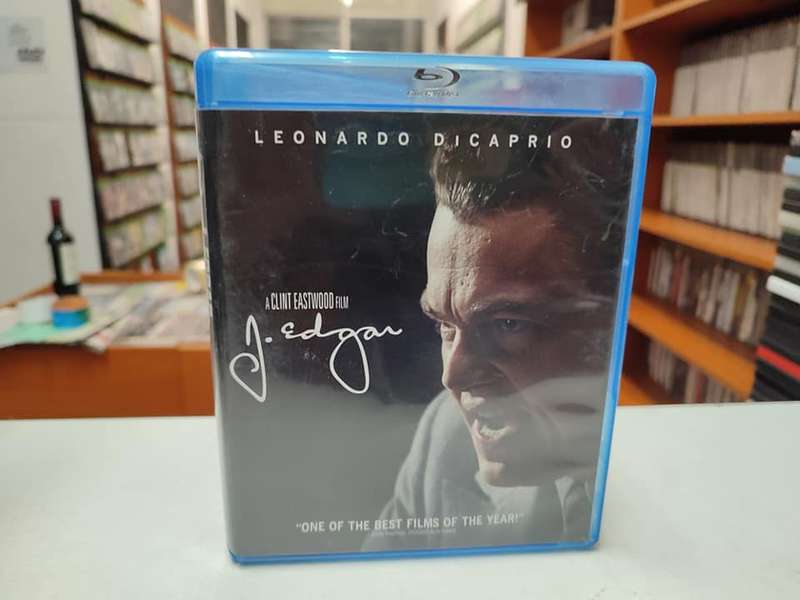 LEONARDO DiCAPRIO
A CLINT EASTWOOD FILM
J. Edgar
"ONE OF THE BEST FILMS OF THE YEAR!"